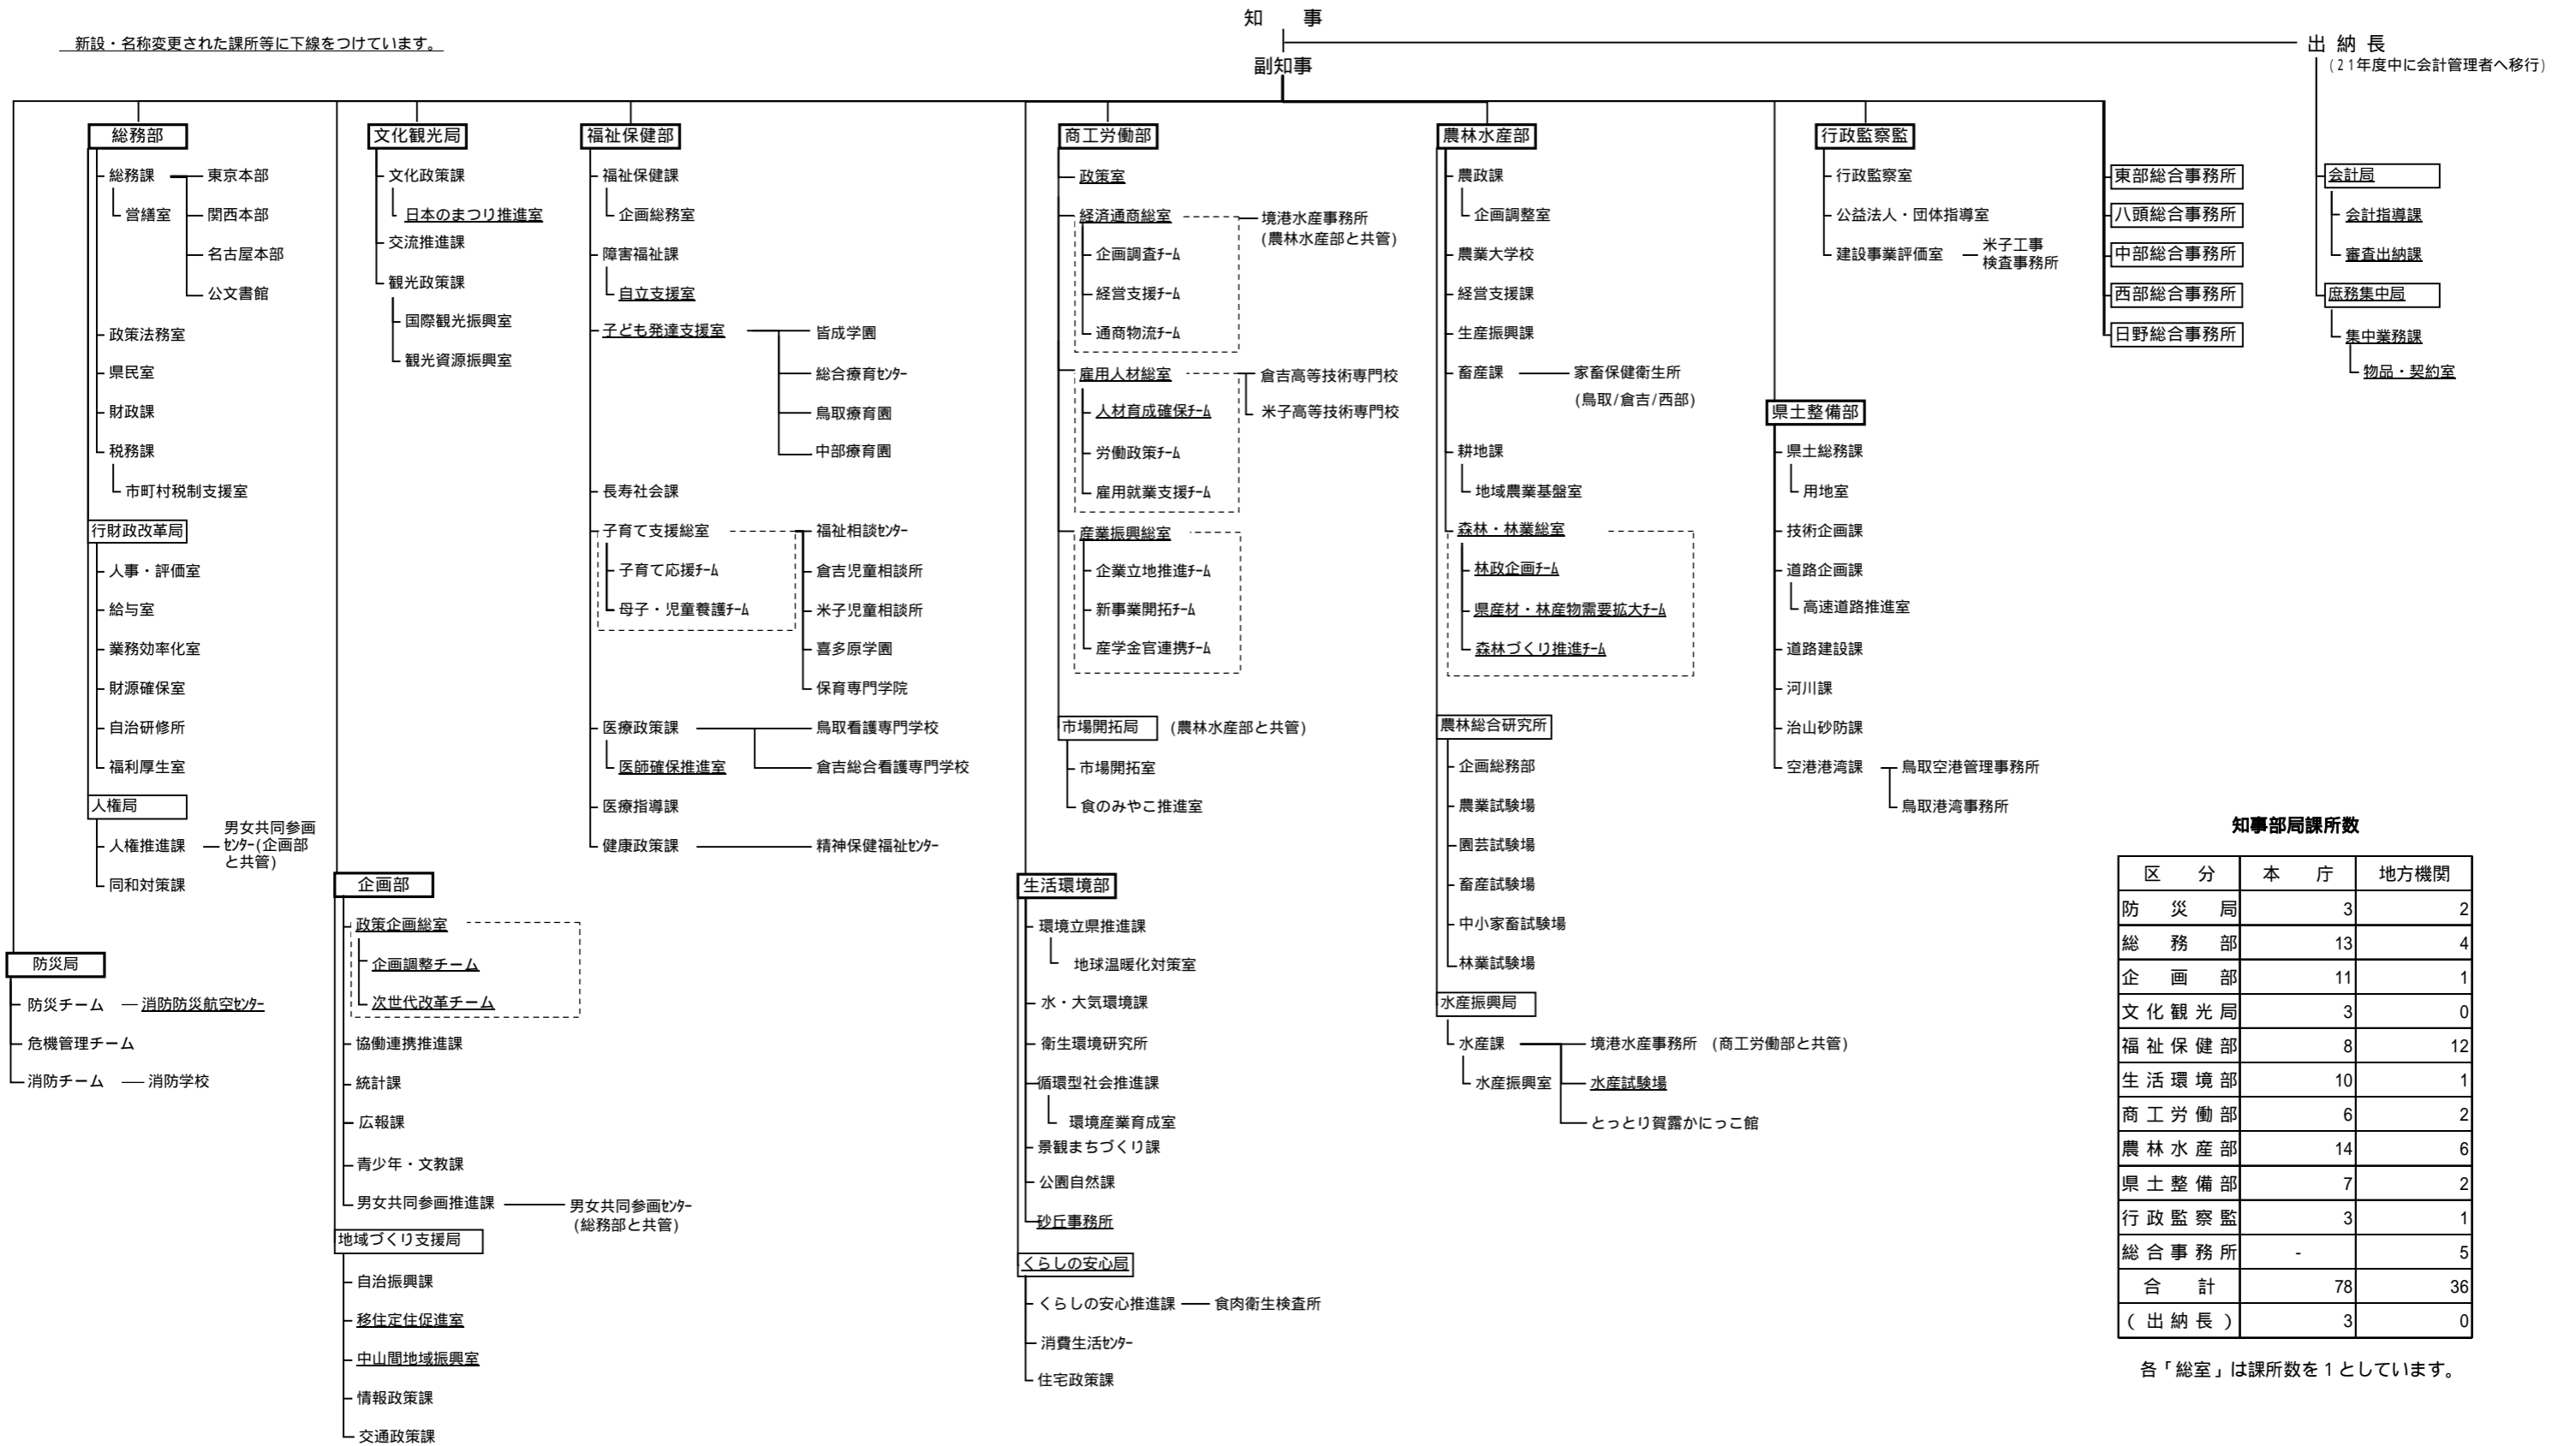 知　事
新設・名称変更された課所等に下線をつけています。
出 納 長
(21年度中に会計管理者へ移行)
副知事
総務部
総務課
東京本部
営繕室
関西本部
名古屋本部
公文書館
政策法務室
県民室
財政課
税務課
市町村税制支援室
行財政改革局
人事・評価室
給与室
業務効率化室
財源確保室
自治研修所
福利厚生室
人権局
人権推進課
男女共同参画
ｾﾝﾀｰ(企画部
と共管)
同和対策課
防災局
防災チーム
消防防災航空ｾﾝﾀｰ
危機管理チーム
消防チーム
消防学校
文化観光局
文化政策課
日本のまつり推進室
交流推進課
観光政策課
国際観光振興室
観光資源振興室
企画部
政策企画総室
企画調整チーム
次世代改革チーム
協働連携推進課
統計課
広報課
青少年・文教課
男女共同参画推進課
男女共同参画ｾﾝﾀｰ
(総務部と共管)
地域づくり支援局
自治振興課
移住定住促進室
中山間地域振興室
情報政策課
交通政策課
福祉保健部
福祉保健課
企画総務室
障害福祉課
自立支援室
子ども発達支援室
皆成学園
総合療育ｾﾝﾀｰ
鳥取療育園
中部療育園
長寿社会課
子育て支援総室
福祉相談ｾﾝﾀｰ
子育て応援ﾁｰﾑ
倉吉児童相談所
母子・児童養護ﾁｰﾑ
米子児童相談所
喜多原学園
保育専門学院
医療政策課
鳥取看護専門学校
医師確保推進室
倉吉総合看護専門学校
医療指導課
健康政策課
精神保健福祉ｾﾝﾀｰ
商工労働部
政策室
経済通商総室
境港水産事務所
(農林水産部と共管)
企画調査ﾁｰﾑ
経営支援ﾁｰﾑ
通商物流ﾁｰﾑ
雇用人材総室
倉吉高等技術専門校
人材育成確保ﾁｰﾑ
米子高等技術専門校
労働政策ﾁｰﾑ
雇用就業支援ﾁｰﾑ
産業振興総室
企業立地推進ﾁｰﾑ
新事業開拓ﾁｰﾑ
産学金官連携ﾁｰﾑ
市場開拓局
(農林水産部と共管)
市場開拓室
食のみやこ推進室
生活環境部
環境立県推進課
地球温暖化対策室
水・大気環境課
衛生環境研究所
循環型社会推進課
環境産業育成室
景観まちづくり課
公園自然課
砂丘事務所
くらしの安心局
くらしの安心推進課
食肉衛生検査所
消費生活ｾﾝﾀｰ
住宅政策課
農林水産部
農政課
企画調整室
農業大学校
経営支援課
生産振興課
畜産課
家畜保健衛生所
(鳥取/倉吉/西部)
耕地課
地域農業基盤室
森林・林業総室
林政企画ﾁｰﾑ
県産材・林産物需要拡大ﾁｰﾑ
森林づくり推進ﾁｰﾑ
農林総合研究所
企画総務部
農業試験場
園芸試験場
畜産試験場
中小家畜試験場
林業試験場
水産振興局
水産課
境港水産事務所 (商工労働部と共管)
水産振興室
水産試験場
とっとり賀露かにっこ館
行政監察監
行政監察室
公益法人・団体指導室
建設事業評価室
米子工事
検査事務所
県土整備部
県土総務課
用地室
技術企画課
道路企画課
高速道路推進室
道路建設課
河川課
治山砂防課
空港港湾課
鳥取空港管理事務所
鳥取港湾事務所
東部総合事務所
八頭総合事務所
中部総合事務所
西部総合事務所
日野総合事務所
会計局
会計指導課
審査出納課
庶務集中局
集中業務課
物品・契約室
知事部局課所数
区　分　本　庁　地方機関
防　災　局　3　2
総　務　部　13　4
企　画　部　11　1
文化観光局　3　0
福祉保健部　8　12
生活環境部　10　1
商工労働部　6　2
農林水産部　14　6
県土整備部　7　2
行政監察監　3　1
総合事務所　-　5
合　計　78　36
(出納長)　3　0
各「総室」は課所数を1としています。